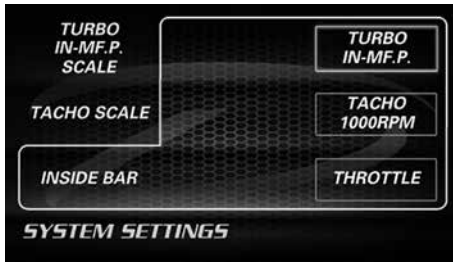 TURBO
IN-MF.P.
SCALE
TURBO
IN-MF.P.
TACHO SCALE
TACHO
1000RPM
INSIDE BAR
THROTTLE
SYSTEM SETTINGS